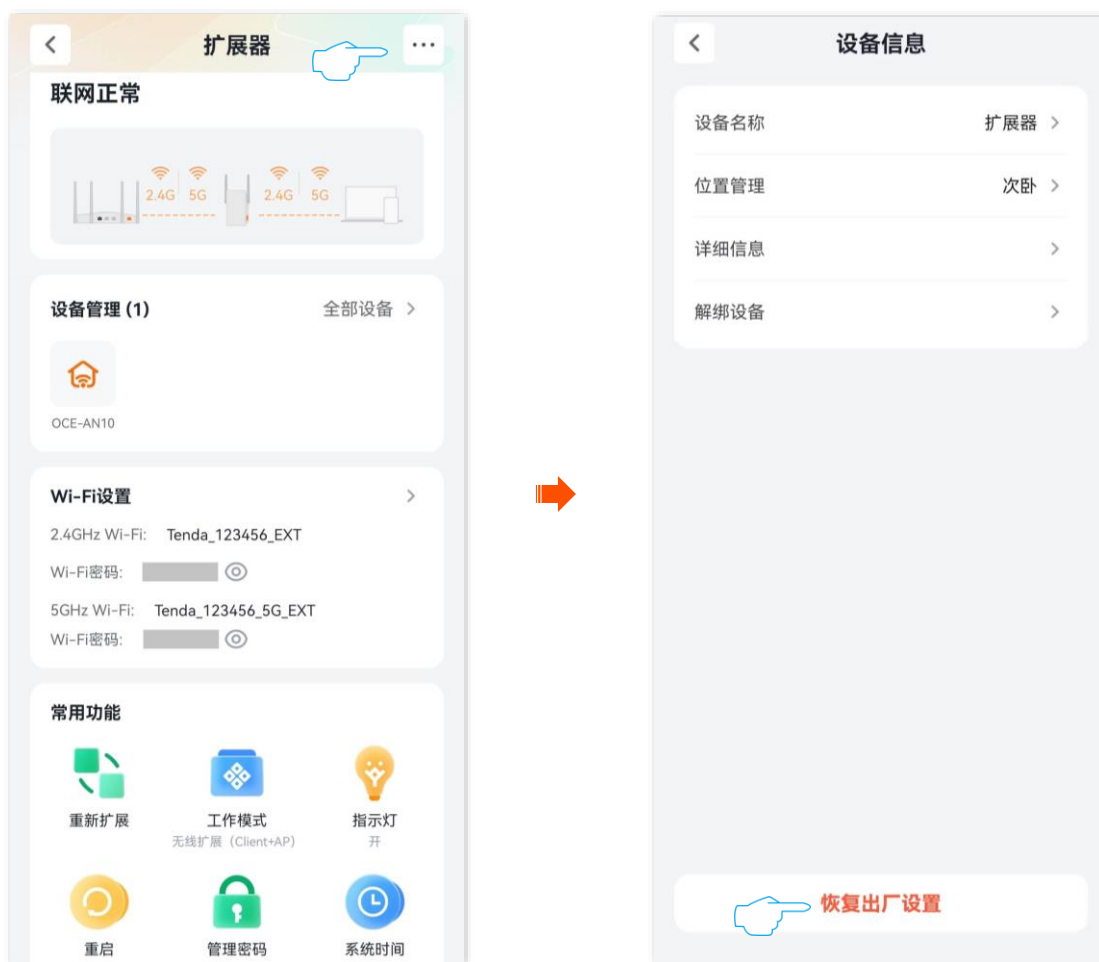 扩展器
...
联网正常
2.4G 5G 2.4G 5G
设备管理 (1)
全部设备
OCE-AN10
Wi-Fi设置
2.4GHz Wi-Fi: Tenda_123456_EXT
Wi-Fi密码:
5GHz Wi-Fi: Tenda_123456_5G_EXT
Wi-Fi密码:
常用功能
重新扩展 工作模式 指示灯
无线扩展（Client+AP） 开
重启 管理密码 系统时间
设备信息
设备名称 扩展器
位置管理 次卧
详细信息
解绑设备
恢复出厂设置